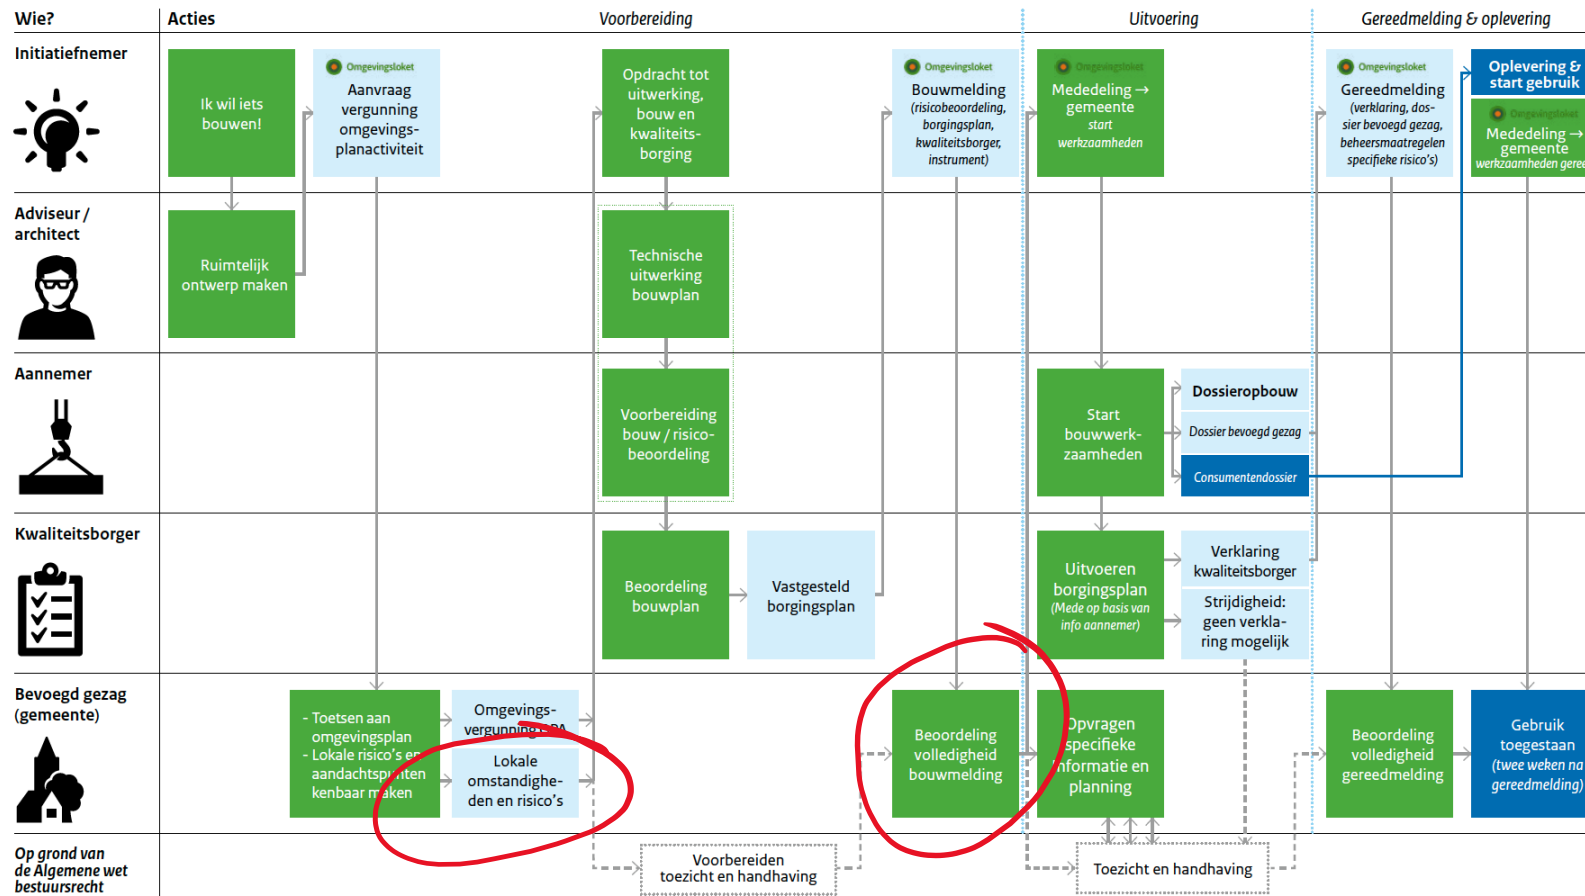 Wie?
Acties
Voorbereiding
Uitvoering
Gereedmelding & oplevering
Initiatiefnemer
Ik wil iets
bouwen!
Omgevingsloket
Aanvraag
vergunning
omgevings-
planactiviteit
Opdracht tot
uitwerking,
bouw en
kwaliteits-
borging
Omgevingsloket
Bouwmelding
(risicobeoordeling,
borgingsplan,
kwaliteitsborger,
instrument)
Omgevingsloket
Mededeling →
gemeente
start
werkzaamheden
Omgevingsloket
Gereedmelding
(verklaring, dos-
sier bevoegd gezag,
beheersmaatregelen
specifieke risico's)
Oplevering &
start gebruik
Omgevingsloket
Mededeling →
gemeente
werkzaamheden
Adviseur /
architect
Ruimtelijk
ontwerp maken
Technische
uitwerking
bouwplan
Aannemer
Voorbereiding
bouw / risico-
beoordeling
Start
bouwwerk-
zaamheden
Dossieropbouw
Dossier bevoegd gezag
Consumentendossier
Kwaliteitsborger
Beoordeling
bouwplan
Vastgesteld
borgingsplan
Uitvoeren
borgingsplan
(Mede op basis van
info aannemer)
Verklaring
kwaliteitsborger
Strijdigheid:
geen verkla-
ring mogelijk
Bevoegd gezag
(gemeente)
- Toetsen aan
omgevingsplan
- Lokale risico's en
aandachtspunten
kenbaar maken
Omgevings-
vergunning
Lokale
omstandighe-
den en risico's
Beoordeling
volledigheid
bouwmelding
Opvragen
specifieke
informatie en
planning
Beoordeling
volledigheid
gereedmelding
Gebruik
toegestaan
(twee weken na
gereedmelding)
Op grond van
de Algemene wet
bestuursrecht
Voorbereiden
toezicht en handhaving
Toezicht en handhaving